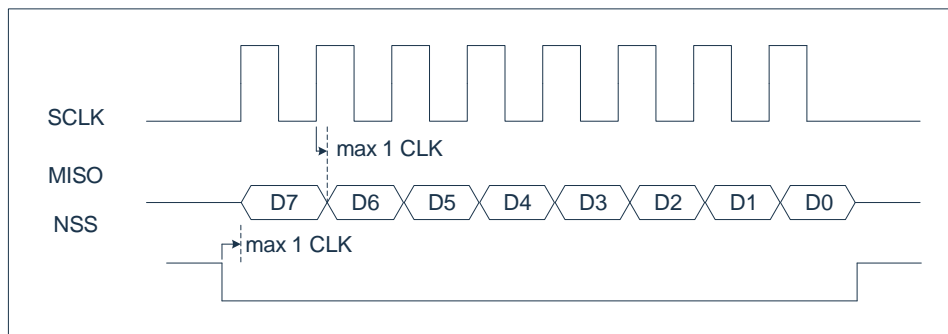 SCLK
max 1 CLK
MISO
D7 D6 D5 D4 D3 D2 D1 D0
NSS
max 1 CLK